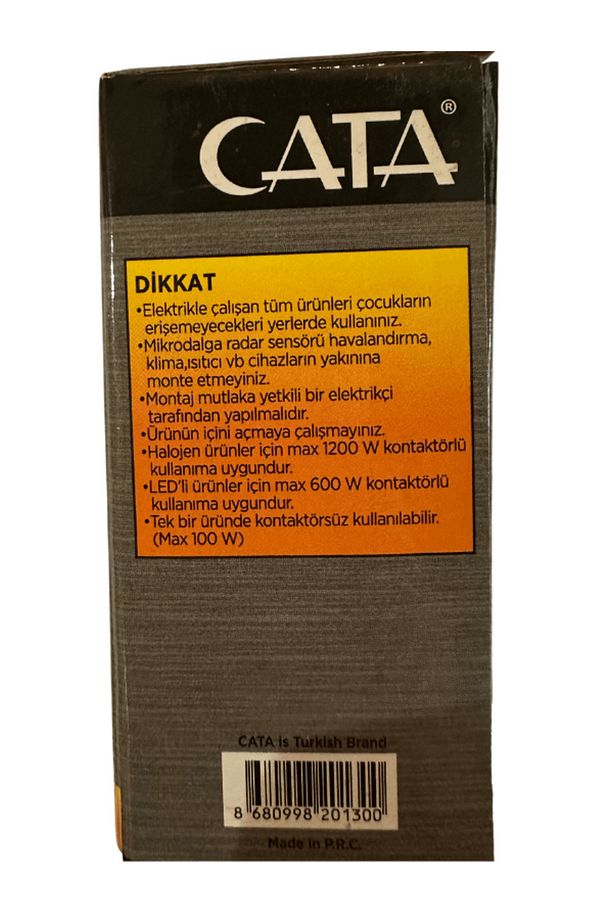 CATA®
DİKKAT
•Elektrikle çalışan tüm ürünleri çocukların
erişemeyecekleri yerlerde kullanınız.
•Mikrodalga radar sensörü havalandırma,
klima,ısıtıcı vb cihazların yakınına
monte etmeyiniz.
•Montaj mutlaka yetkili bir elektrikçi
tarafından yapılmalıdır.
•Ürünün içini açmaya çalışmayınız.
•Halojen ürünler için max 1200 W kontaktörlü
kullanıma uygundur.
•LED'li ürünler için max 600 W kontaktörlü
kullanıma uygundur.
•Tek bir üründe kontaktörsüz kullanılabilir.
(Max 100 W)
CATA is Turkish Brand
8 680998 201300
Made in P.R.C.